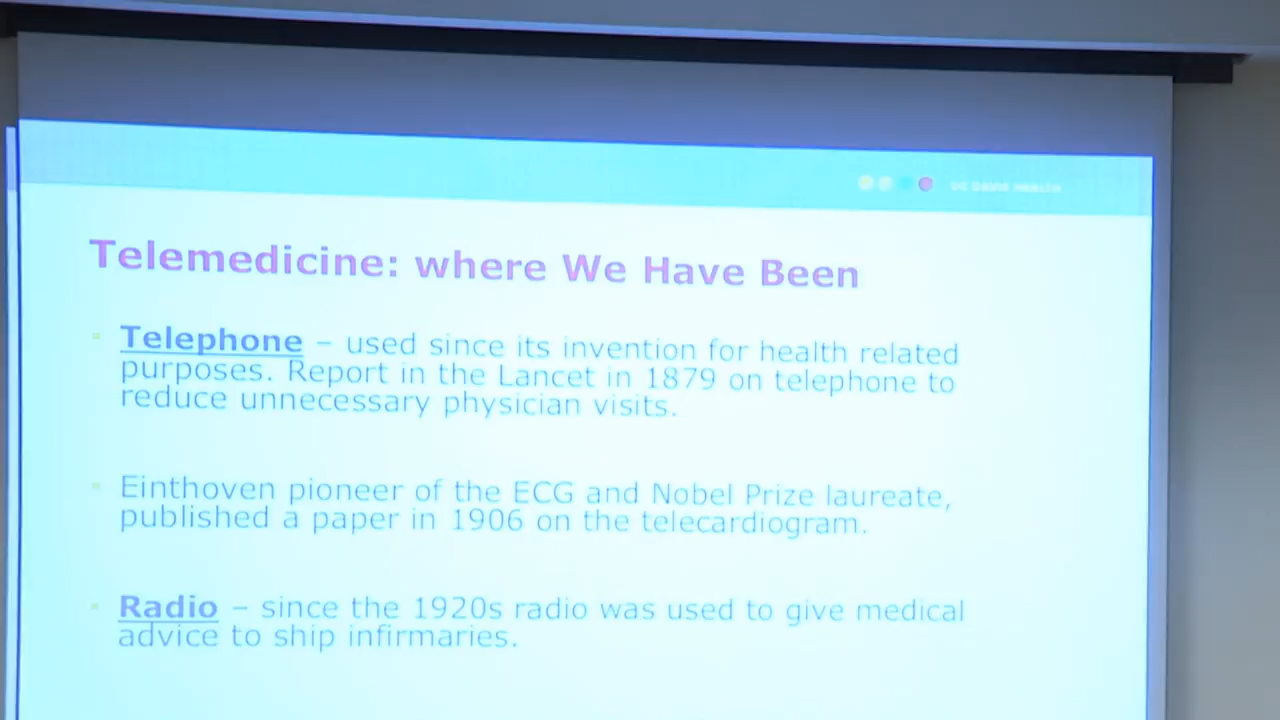 UC DAVIS HEALTH
Telemedicine: where We Have Been
Telephone – used since its invention for health related
purposes. Report in the Lancet in 1879 on telephone to
reduce unnecessary physician visits.
Einthoven pioneer of the ECG and Nobel Prize laureate,
published a paper in 1906 on the telecardiogram.
Radio – since the 1920s radio was used to give medical
advice to ship infirmaries.